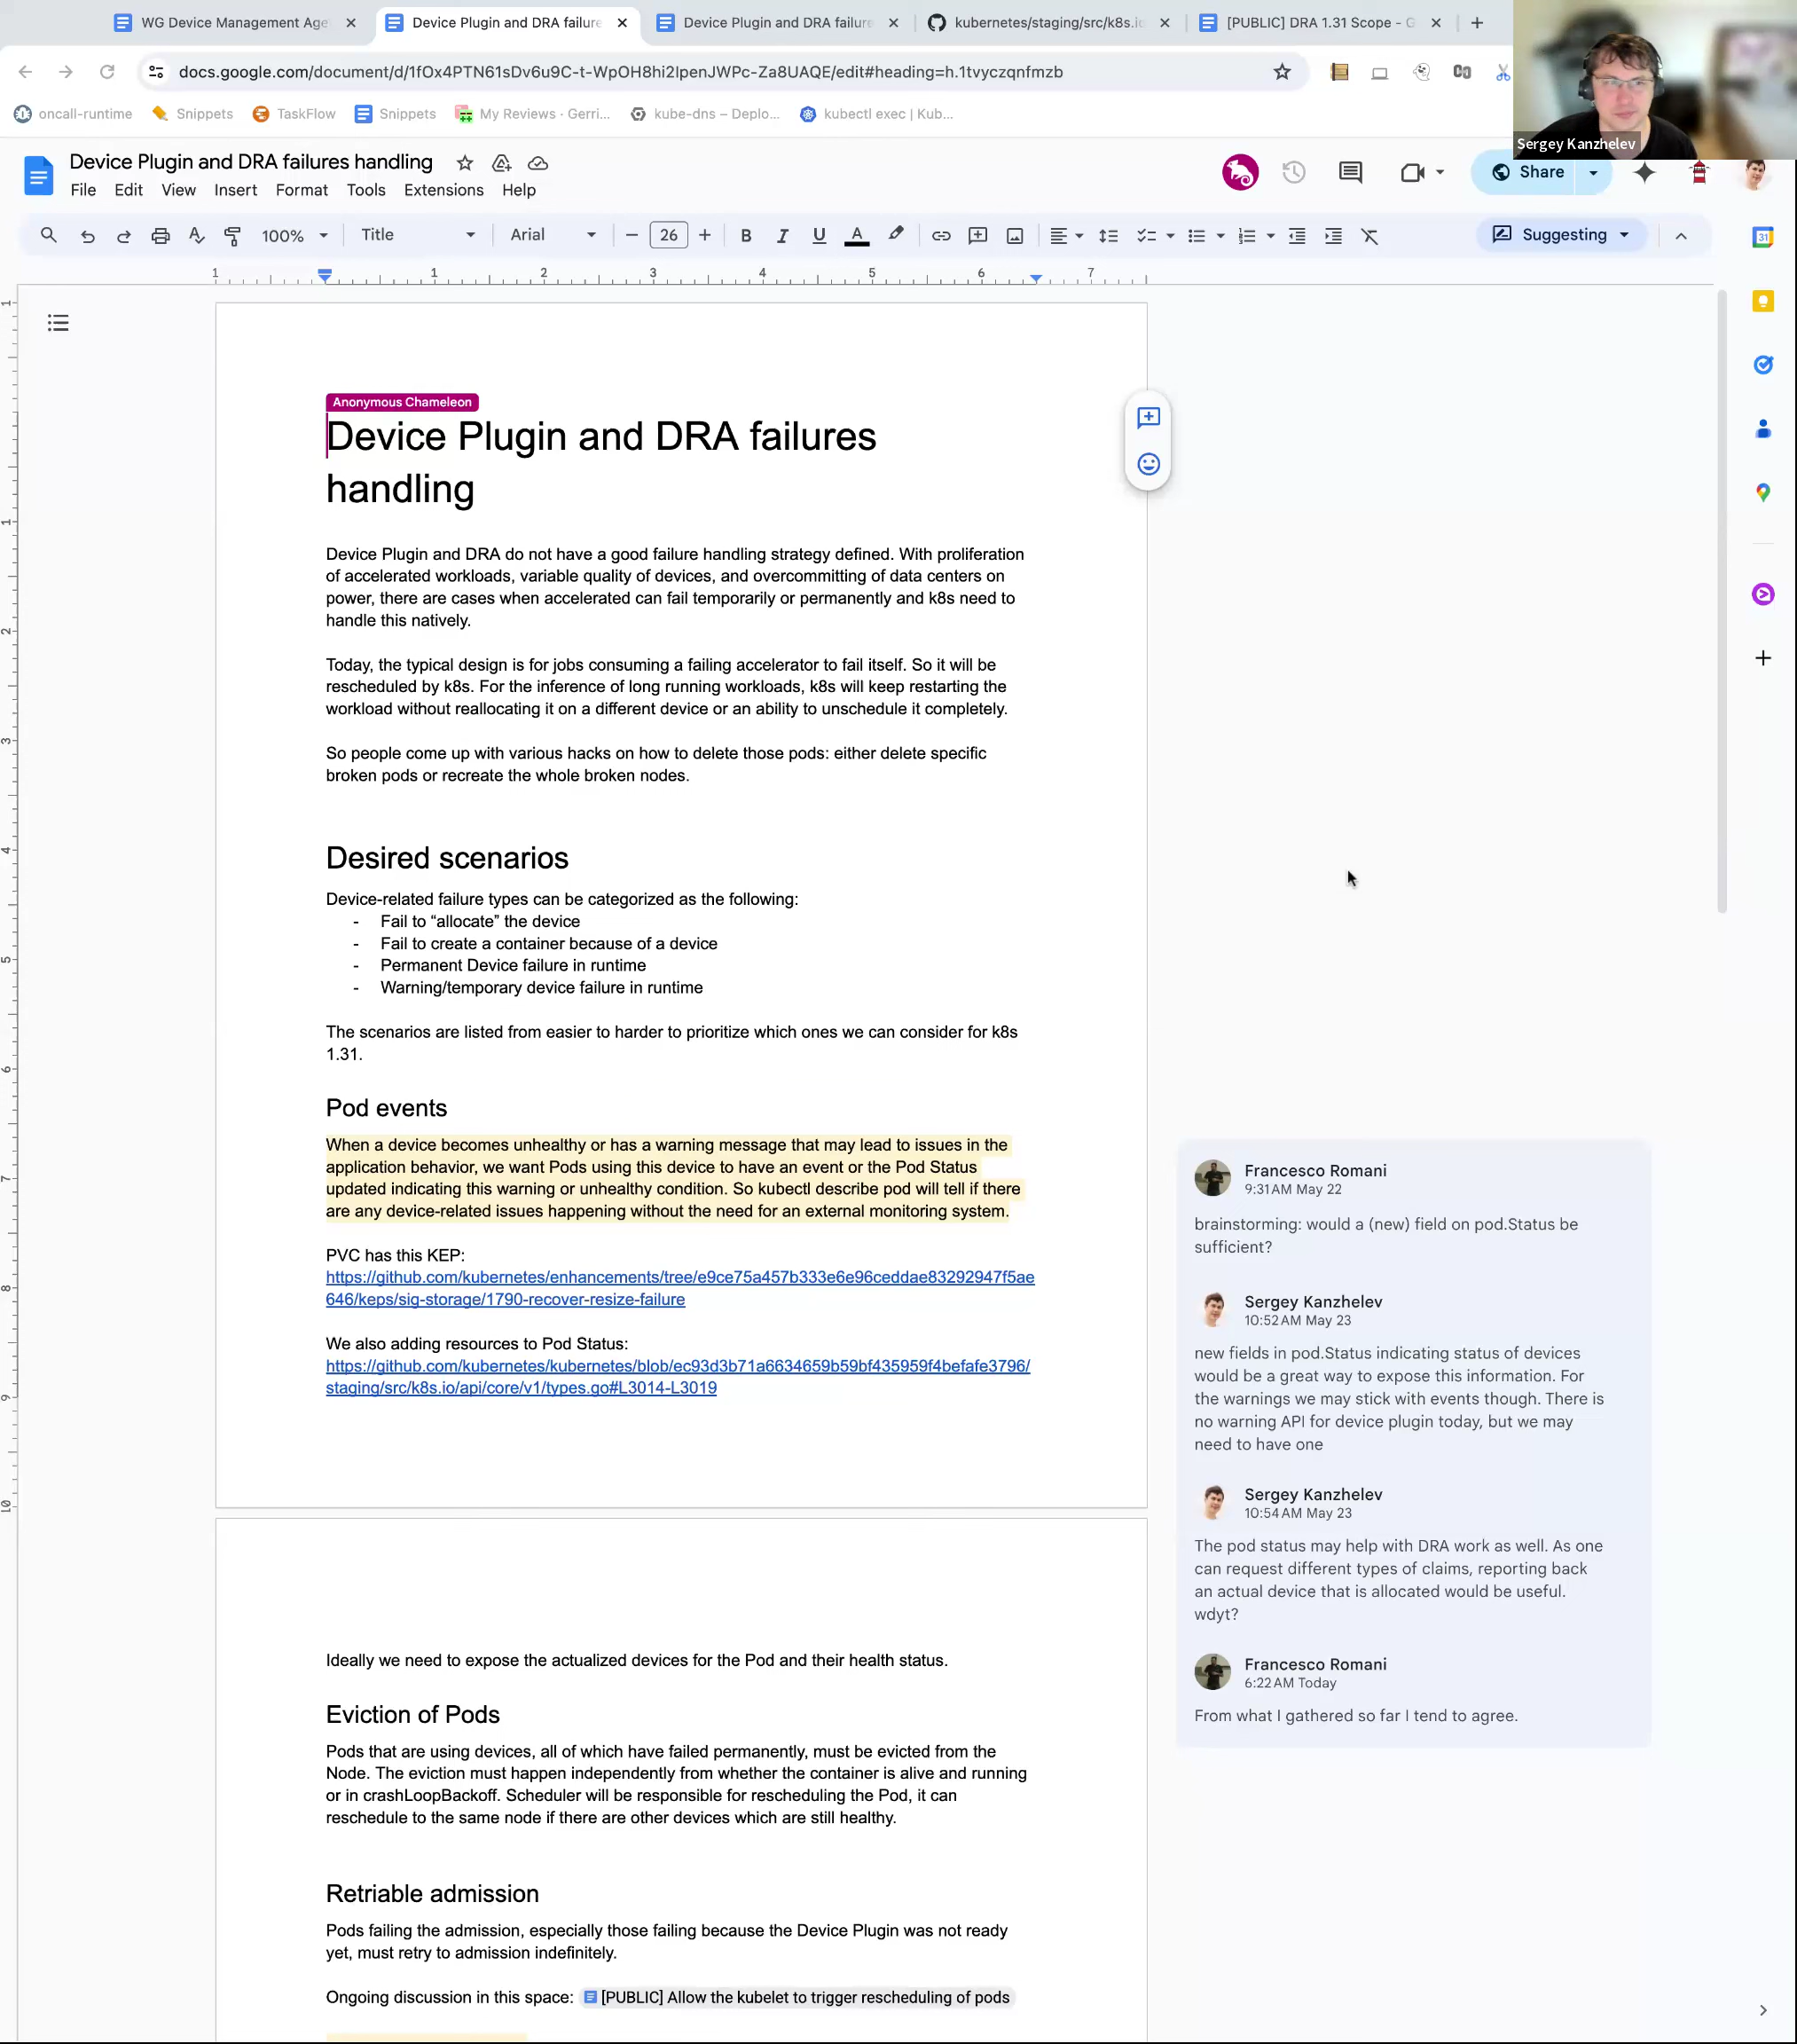 WG Device Management Age
Device Plugin and DRA failure
Device Plugin and DRA failure
kubernetes/staging/src/k8s.io
[PUBLIC] DRA 1.31 Scope - G
docs.google.com/document/d/1fOx4PTN61sDv6u9C-t-WpOH8hi2IpenJWPc-Za8UAQE/edit#heading=h.1tvyczqnfmzb
oncall-runtime
Snippets
TaskFlow
Snippets
My Reviews · Gerri...
kube-dns – Deplo...
kubectl exec | Kub...
Sergey Kanzhelev
Device Plugin and DRA failures handling
File Edit View Insert Format Tools Extensions Help
Share
100% Title Arial 26 B I U A
Suggesting
31
1 1 2 3 4 5 6 7
1 1 2 3 4 5 6 7 8 9 10
Anonymous Chameleon
Device Plugin and DRA failures
handling
Device Plugin and DRA do not have a good failure handling strategy defined. With proliferation
of accelerated workloads, variable quality of devices, and overcommitting of data centers on
power, there are cases when accelerated can fail temporarily or permanently and k8s need to
handle this natively.
Today, the typical design is for jobs consuming a failing accelerator to fail itself. So it will be
rescheduled by k8s. For the inference of long running workloads, k8s will keep restarting the
workload without reallocating it on a different device or an ability to unschedule it completely.
So people come up with various hacks on how to delete those pods: either delete specific
broken pods or recreate the whole broken nodes.
Desired scenarios
Device-related failure types can be categorized as the following:
- Fail to “allocate” the device
- Fail to create a container because of a device
- Permanent Device failure in runtime
- Warning/temporary device failure in runtime
The scenarios are listed from easier to harder to prioritize which ones we can consider for k8s
1.31.
Pod events
When a device becomes unhealthy or has a warning message that may lead to issues in the
application behavior, we want Pods using this device to have an event or the Pod Status
updated indicating this warning or unhealthy condition. So kubectl describe pod will tell if there
are any device-related issues happening without the need for an external monitoring system.
PVC has this KEP:
https://github.com/kubernetes/enhancements/tree/e9ce75a457b333e6e96ceddae83292947f5ae
646/keps/sig-storage/1790-recover-resize-failure
We also adding resources to Pod Status:
https://github.com/kubernetes/kubernetes/blob/ec93d3b71a6634659b59bf435959f4befafe3796/
staging/src/k8s.io/api/core/v1/types.go#L3014-L3019
Francesco Romani
9:31 AM May 22
brainstorming: would a (new) field on pod.Status be
sufficient?
Sergey Kanzhelev
10:52 AM May 23
new fields in pod.Status indicating status of devices
would be a great way to expose this information. For
the warnings we may stick with events though. There is
no warning API for device plugin today, but we may
need to have one
Sergey Kanzhelev
10:54 AM May 23
The pod status may help with DRA work as well. As one
can request different types of claims, reporting back
an actual device that is allocated would be useful.
wdyt?
Francesco Romani
6:22 AM Today
From what I gathered so far I tend to agree.
Ideally we need to expose the actualized devices for the Pod and their health status.
Eviction of Pods
Pods that are using devices, all of which have failed permanently, must be evicted from the
Node. The eviction must happen independently from whether the container is alive and running
or in crashLoopBackoff. Scheduler will be responsible for rescheduling the Pod, it can
reschedule to the same node if there are other devices which are still healthy.
Retriable admission
Pods failing the admission, especially those failing because the Device Plugin was not ready
yet, must retry to admission indefinitely.
Ongoing discussion in this space: [PUBLIC] Allow the kubelet to trigger rescheduling of pods